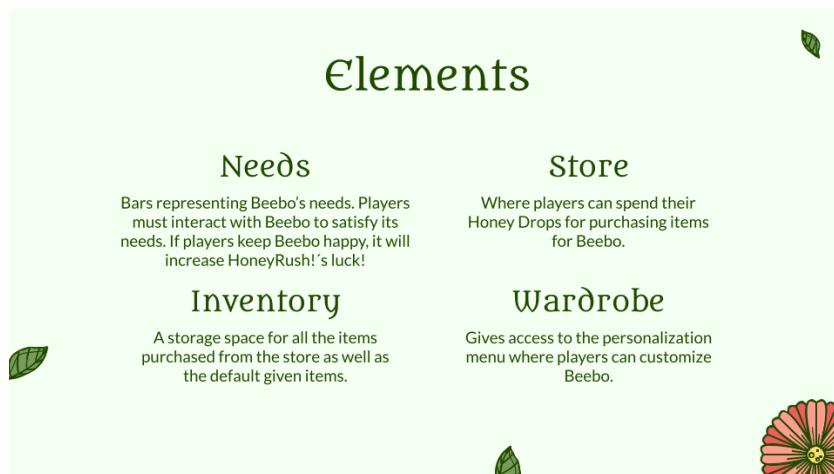 Elements
Needs
Bars representing Beebo's needs. Players
must interact with Beebo to satisfy its
needs. If players keep Beebo happy, it will
increase HoneyRush!´s luck!
Store
Where players can spend their
Honey Drops for purchasing items
for Beebo.
Inventory
A storage space for all the items
purchased from the store as well as
the default given items.
Wardrobe
Gives access to the personalization
menu where players can customize
Beebo.